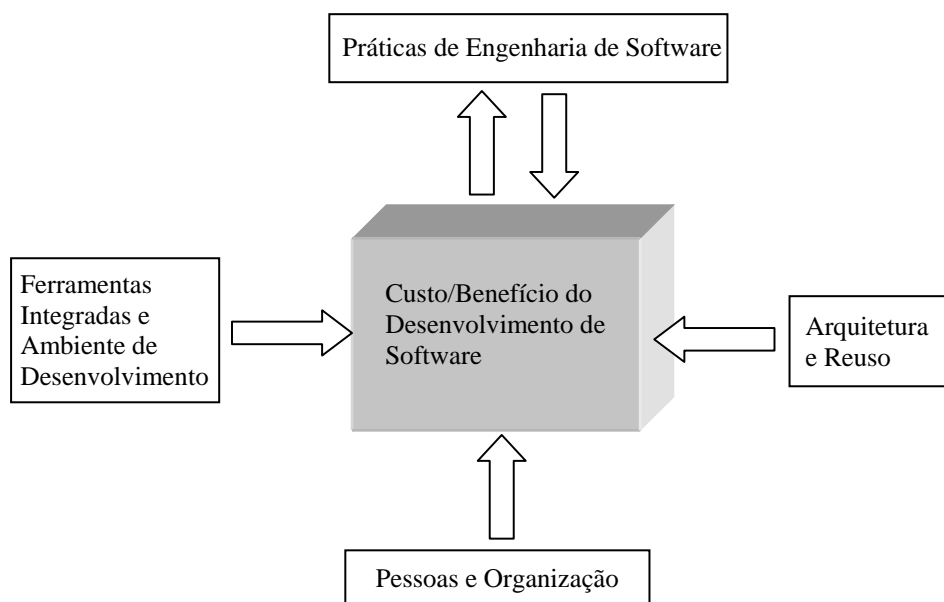 Práticas de Engenharia de Software
Ferramentas
Integradas e
Ambiente de
Desenvolvimento
Custo/Benefício do
Desenvolvimento de
Software
Arquitetura
e Reuso
Pessoas e Organização